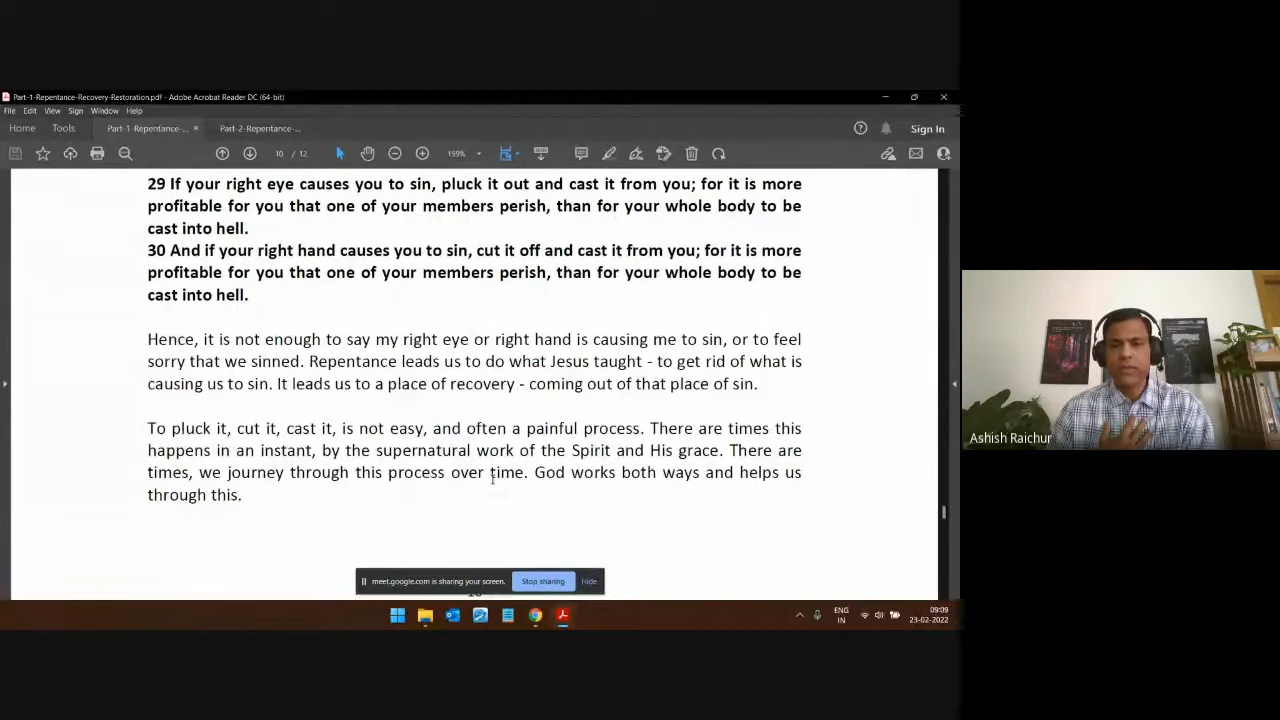 Part-1-Repentance-Recovery-Restoration.pdf - Adobe Acrobat Reader DC (64-bit)
File Edit View Sign Window Help
Home Tools Part-1-Repentance-... × Part-2-Repentance-... Sign In
10 / 12 159%
29 If your right eye causes you to sin, pluck it out and cast it from you; for it is more
profitable for you that one of your members perish, than for your whole body to be
cast into hell.
30 And if your right hand causes you to sin, cut it off and cast it from you; for it is more
profitable for you that one of your members perish, than for your whole body to be
cast into hell.
Hence, it is not enough to say my right eye or right hand is causing me to sin, or to feel
sorry that we sinned. Repentance leads us to do what Jesus taught - to get rid of what is
causing us to sin. It leads us to a place of recovery - coming out of that place of sin.
To pluck it, cut it, cast it, is not easy, and often a painful process. There are times this
happens in an instant, by the supernatural work of the Spirit and His grace. There are
times, we journey through this process over time. God works both ways and helps us
through this.
meet.google.com is sharing your screen. Stop sharing Hide
ENG
IN
09:09
23-02-2022
Ashish Raichur